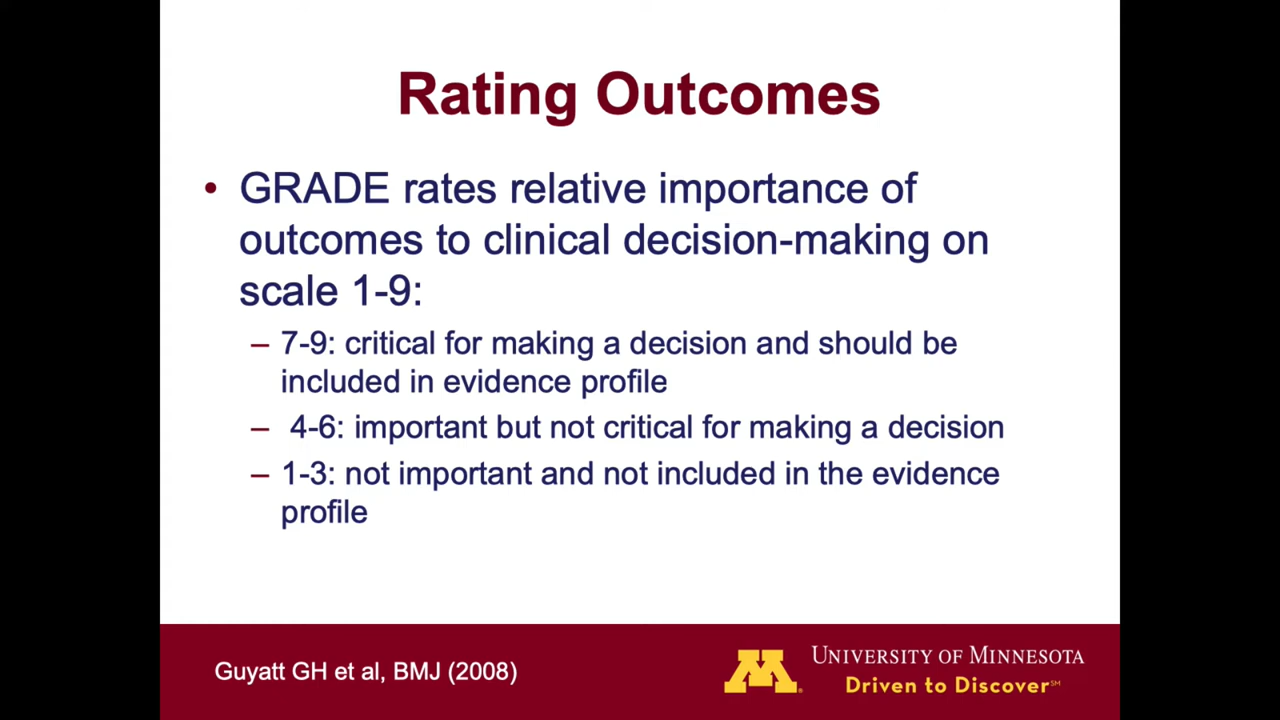 Rating Outcomes
• GRADE rates relative importance of
outcomes to clinical decision-making on
scale 1-9:
– 7-9: critical for making a decision and should be
included in evidence profile
– 4-6: important but not critical for making a decision
– 1-3: not important and not included in the evidence
profile
Guyatt GH et al, BMJ (2008)
UNIVERSITY OF MINNESOTA
Driven to Discover℠